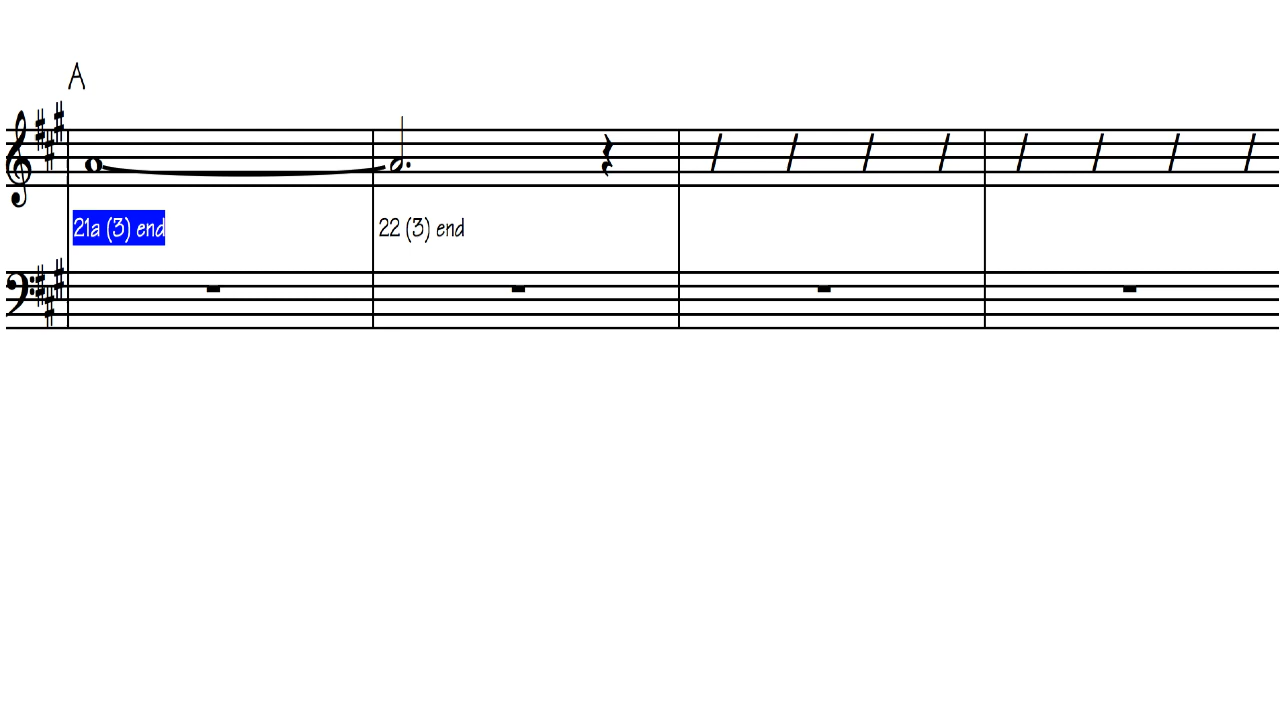 A
21a (3) end
22 (3) end